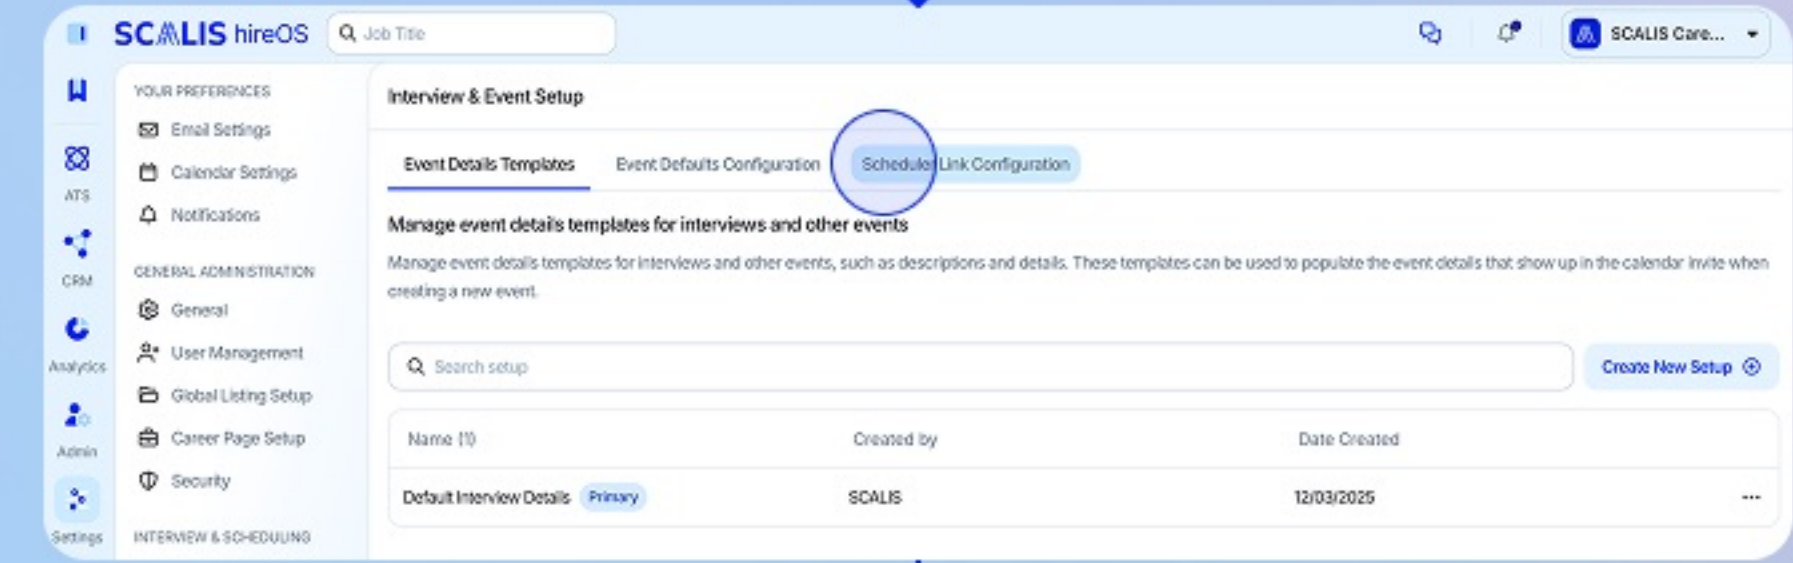 SCALIS hireOS
Job Title
SCALIS Care...
YOUR PREFERENCES
Email Settings
Calendar Settings
Notifications
GENERAL ADMINISTRATION
General
User Management
Global Listing Setup
Career Page Setup
Security
INTERVIEW & SCHEDULING
ATS
CRM
Analytics
Admin
Settings
Interview & Event Setup
Event Details Templates
Event Defaults Configuration
Scheduler Link Configuration
Manage event details templates for interviews and other events
Manage event details templates for interviews and other events, such as descriptions and details. These templates can be used to populate the event details that show up in the calendar invite when
creating a new event.
Search setup
Create New Setup
Name (1)
Created by
Date Created
Default Interview Details
Primary
SCALIS
12/03/2025